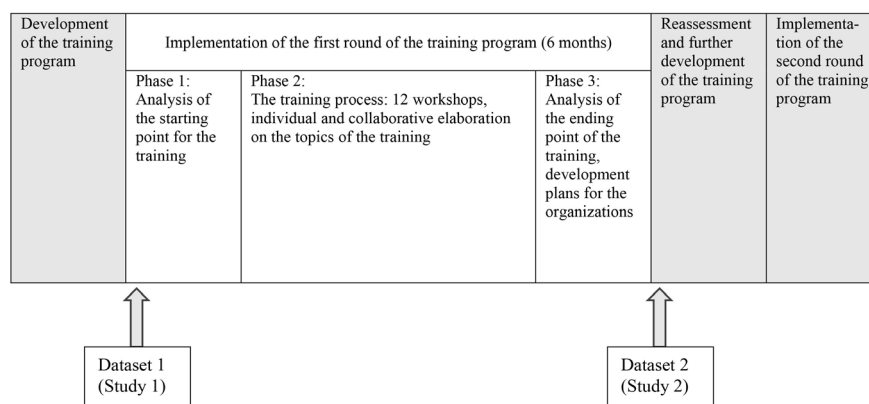 Development
of the training
program
Implementation of the first round of the training program (6 months)
Phase 1:
Analysis of
the starting
point for the
training
Phase 2:
The training process: 12 workshops,
individual and collaborative elaboration
on the topics of the training
Phase 3:
Analysis of
the ending
point of the
training,
development
plans for the
organizations
Reassessment
and further
development
of the training
program
Implementa-
tion of the
second round
of the training
program
Dataset 1
(Study 1)
Dataset 2
(Study 2)